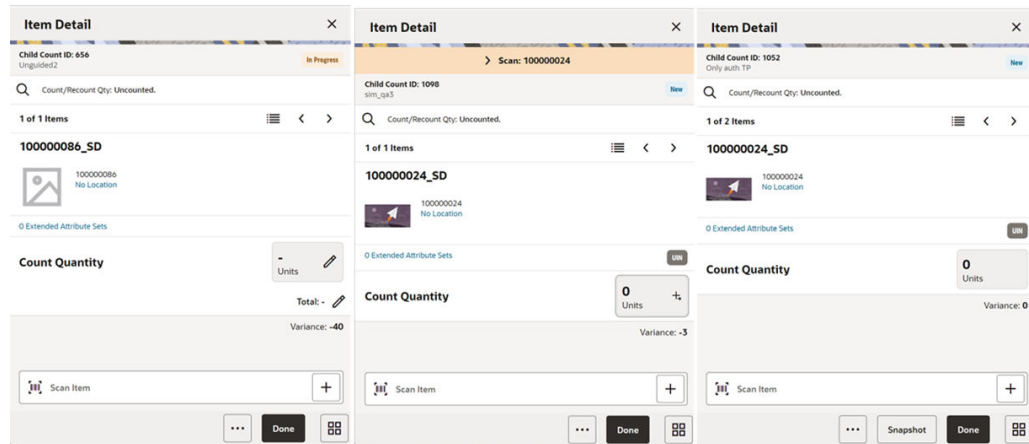 Item Detail
Child Count ID: 656
Unguided2
In Progress
Count/Recount Qty: Uncounted.
1 of 1 Items
100000086_SD
100000086
No Location
0 Extended Attribute Sets
Count Quantity
-
Units
Total: -
Variance: -40
Scan Item
Done
Item Detail
Scan: 100000024
Child Count ID: 1098
sim_qa3
New
Count/Recount Qty: Uncounted.
1 of 1 Items
100000024_SD
100000024
No Location
0 Extended Attribute Sets
UIN
Count Quantity
0
Units
Variance: -3
Scan Item
Done
Item Detail
Child Count ID: 1052
Only auth TP
New
Count/Recount Qty: Uncounted.
1 of 2 Items
100000024_SD
100000024
No Location
0 Extended Attribute Sets
UIN
Count Quantity
0
Units
Variance: 0
Scan Item
Snapshot
Done